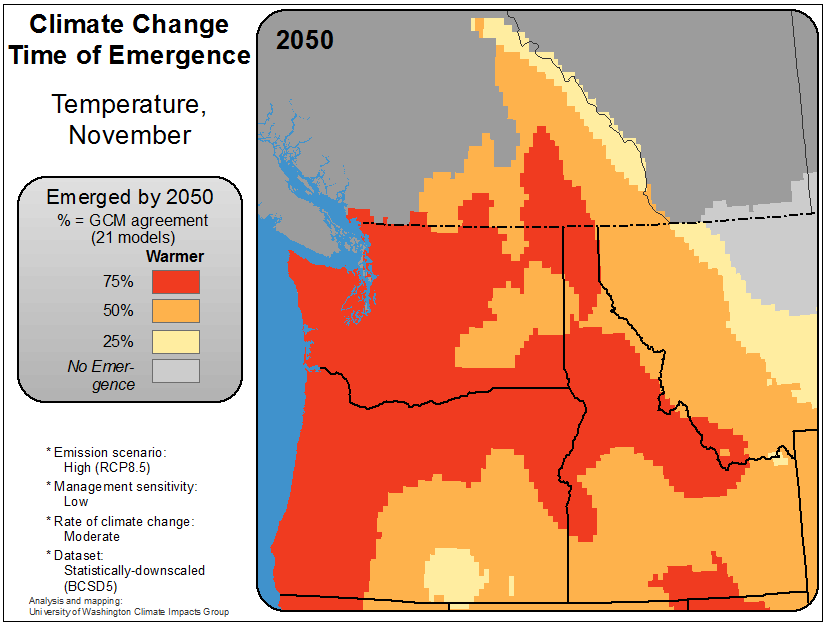 Climate Change
Time of Emergence
Temperature,
November
2050
Emerged by 2050
% = GCM agreement
(21 models)
Warmer
75%
50%
25%
No Emer-
gence
* Emission scenario:
High (RCP8.5)
* Management sensitivity:
Low
* Rate of climate change:
Moderate
* Dataset:
Statistically-downscaled
(BCSD5)
Analysis and mapping:
University of Washington Climate Impacts Group